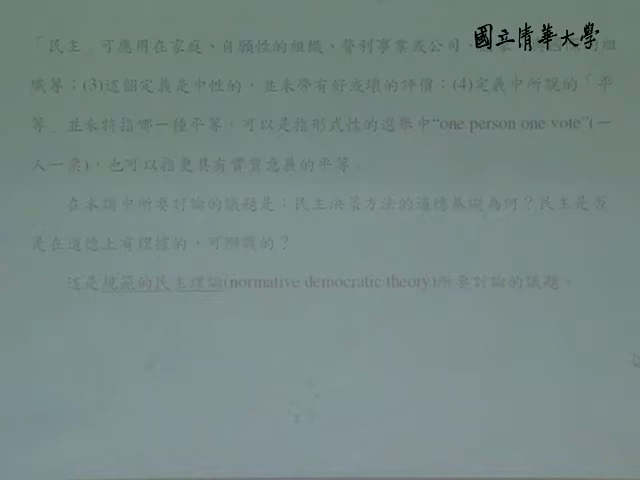 國立清華大學
「民主」可應用在家庭、自願性的組織、營利事業或公司、
織等；(3)這個定義是中性的，並未帶有好或壞的評價；(4)定義中所說的「平
等」並未特指哪一種平等，可以是指形式性的選舉中“one person one vote”(一
人一票)，也可以指更具有實質意義的平等。
在本講中所要討論的議題是：民主決策方法的道德基礎為何？民主是否
是在道德上有理據的、可辯護的？
這是規範的民主理論(normative democratic theory)所要討論的議題。